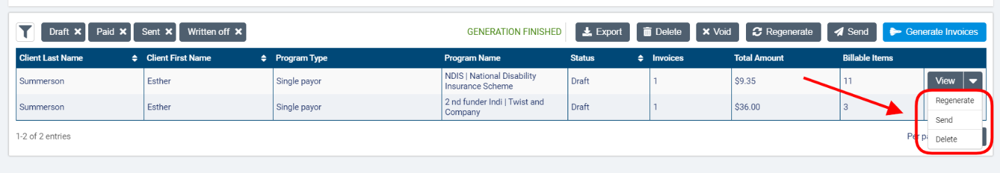 Draft ✕ Paid ✕ Sent ✕ Written off ✕ GENERATION FINISHED Export Delete ✕ Void Regenerate Send Generate Invoices
Client Last Name Client First Name Program Type Program Name Status Invoices Total Amount Billable Items
Summerson Esther Single payor NDIS | National Disability Insurance Scheme Draft 1 $9.35 11 View
Summerson Esther Single payor 2 nd funder Indi | Twist and Company Draft 1 $36.00 3
Regenerate
Send
Delete
1-2 of 2 entries Per